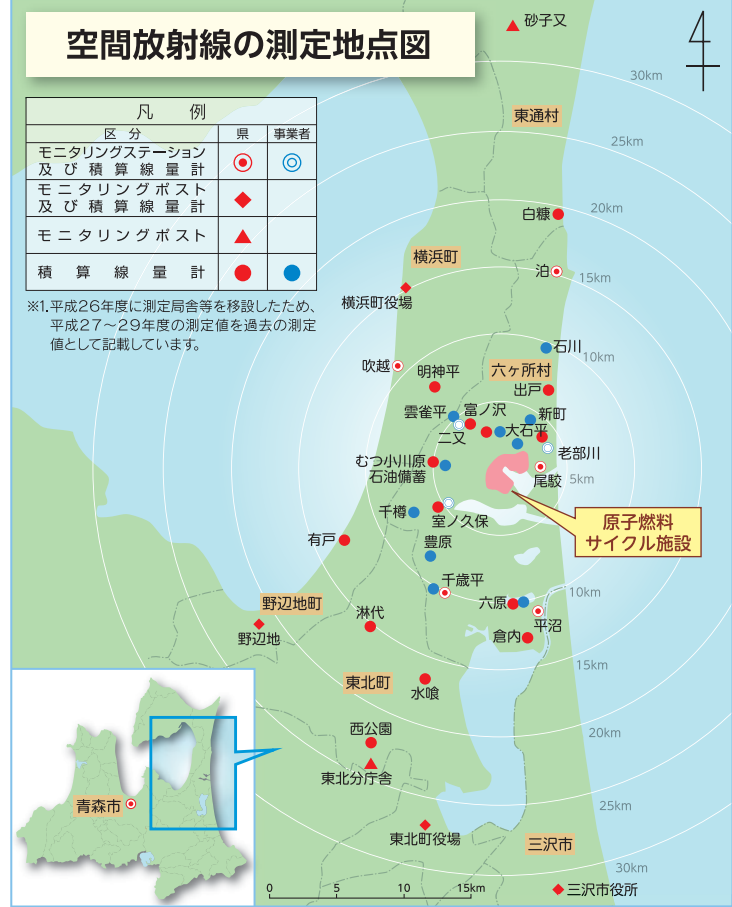 空間放射線の測定地点図
凡 例
区 分 県 事業者
モニタリングステーション
及び積算線量計
モニタリングポスト
及び積算線量計
モニタリングポスト
積算線量計
※1.平成26年度に測定局舎等を移設したため、
平成27～29年度の測定値を過去の測定
値として記載しています。
砂子又
30km
東通村
25km
20km
白糠
横浜町
泊
15km
横浜町役場
石川
10km
吹越
明神平
六ヶ所村
出戸
雲雀平
富ノ沢
新町
二又
大石平
老部川
むつ小川原
石油備蓄
尾駮
5km
千樽
室ノ久保
原子燃料
サイクル施設
有戸
豊原
千歳平
10km
野辺地町
六原
淋代
平沼
野辺地
倉内
15km
東北町
水喰
西公園
20km
東北分庁舎
青森市
25km
東北町役場
三沢市
30km
0 5 10 15km
三沢市役所